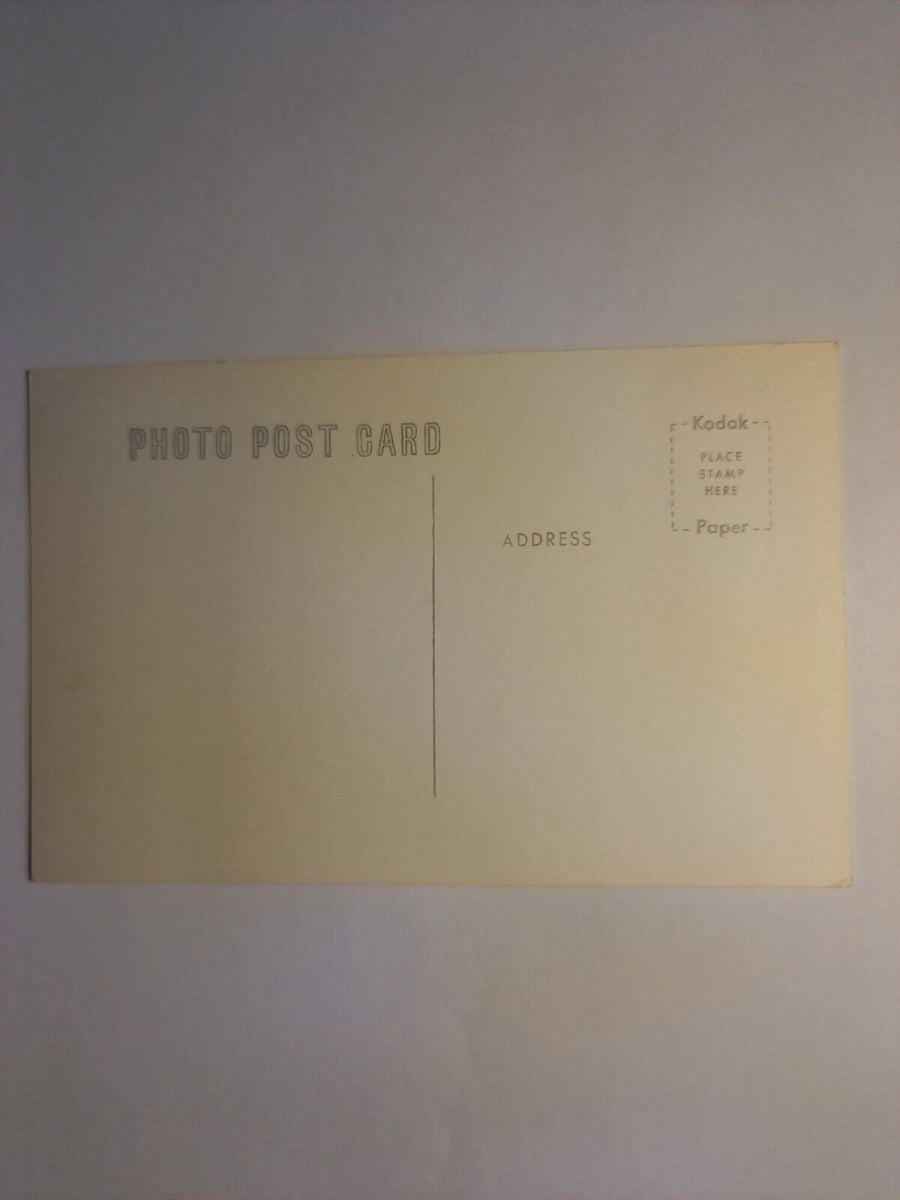 PHOTO POST CARD
Kodak
PLACE
STAMP
HERE
Paper
ADDRESS